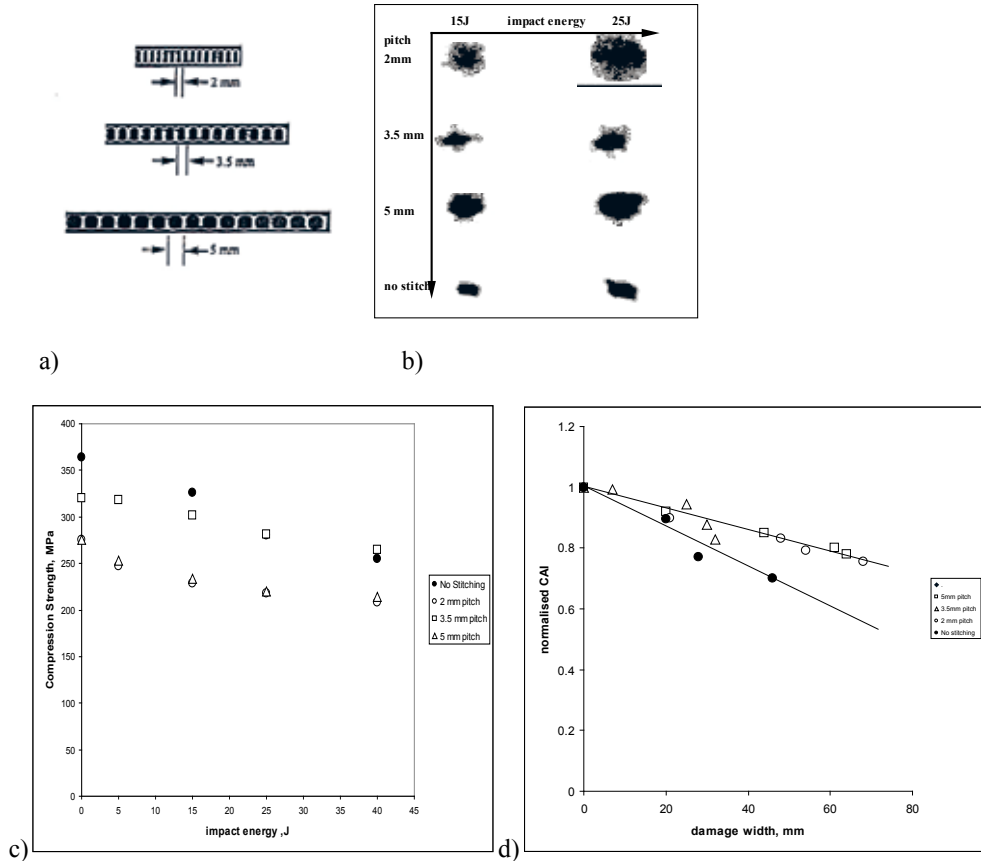 2 mm
3.5 mm
5 mm
15J impact energy 25J
pitch
2mm
3.5 mm
5 mm
no stitch
a)
b)
400
350
300
250
200
150
100
50
0
0 5 10 15 20 25 30 35 40 45
Compression Strength, MPa
impact energy ,J
No Stitching
2 mm pitch
3.5 mm pitch
5 mm pitch
c)
1.2
1
0.8
0.6
0.4
0.2
0
0 20 40 60 80
normalised CAI
damage width, mm
.
5mm pitch
3.5mm pitch
2 mm pitch
No stitching
d)